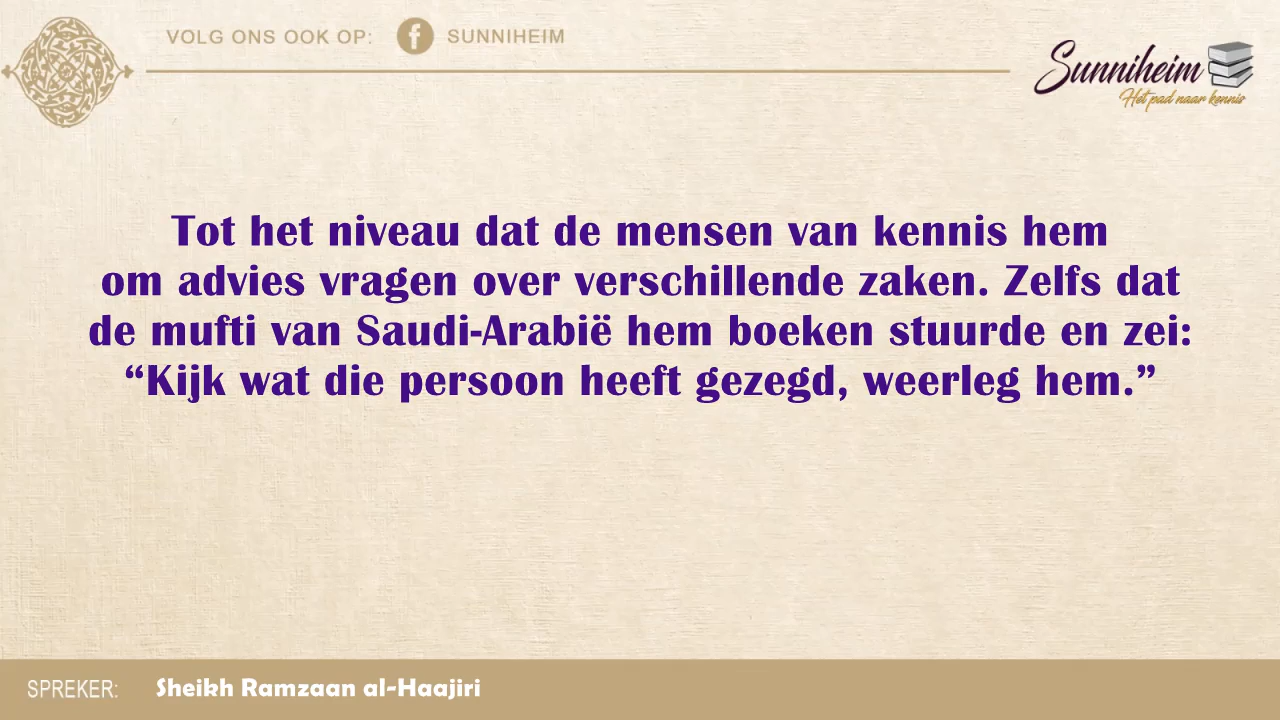 VOLG ONS OOK OP: f SUNNIHEIM
Sunniheim
Het pad naar kennis
Tot het niveau dat de mensen van kennis hem
om advies vragen over verschillende zaken. Zelfs dat
de mufti van Saudi-Arabië hem boeken stuurde en zei:
“Kijk wat die persoon heeft gezegd, weerleg hem.”
SPREKER: Sheikh Ramzaan al-Haajiri